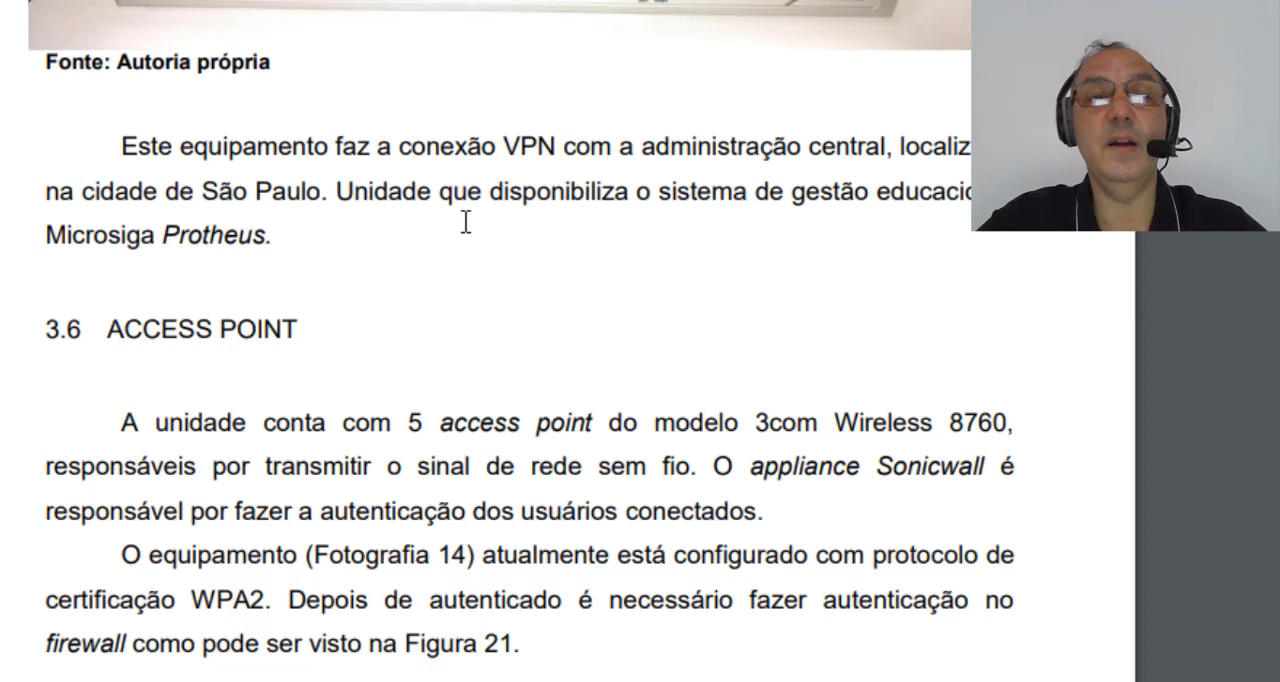 Fonte: Autoria própria
Este equipamento faz a conexão VPN com a administração central,
na cidade de São Paulo. Unidade que disponibiliza o sistema de gestão
Microsiga Protheus.
3.6 ACCESS POINT
A unidade conta com 5 access point do modelo 3com Wireless 8760,
responsáveis por transmitir o sinal de rede sem fio. O appliance Sonicwall é
responsável por fazer a autenticação dos usuários conectados.
O equipamento (Fotografia 14) atualmente está configurado com protocolo de
certificação WPA2. Depois de autenticado é necessário fazer autenticação no
firewall como pode ser visto na Figura 21.